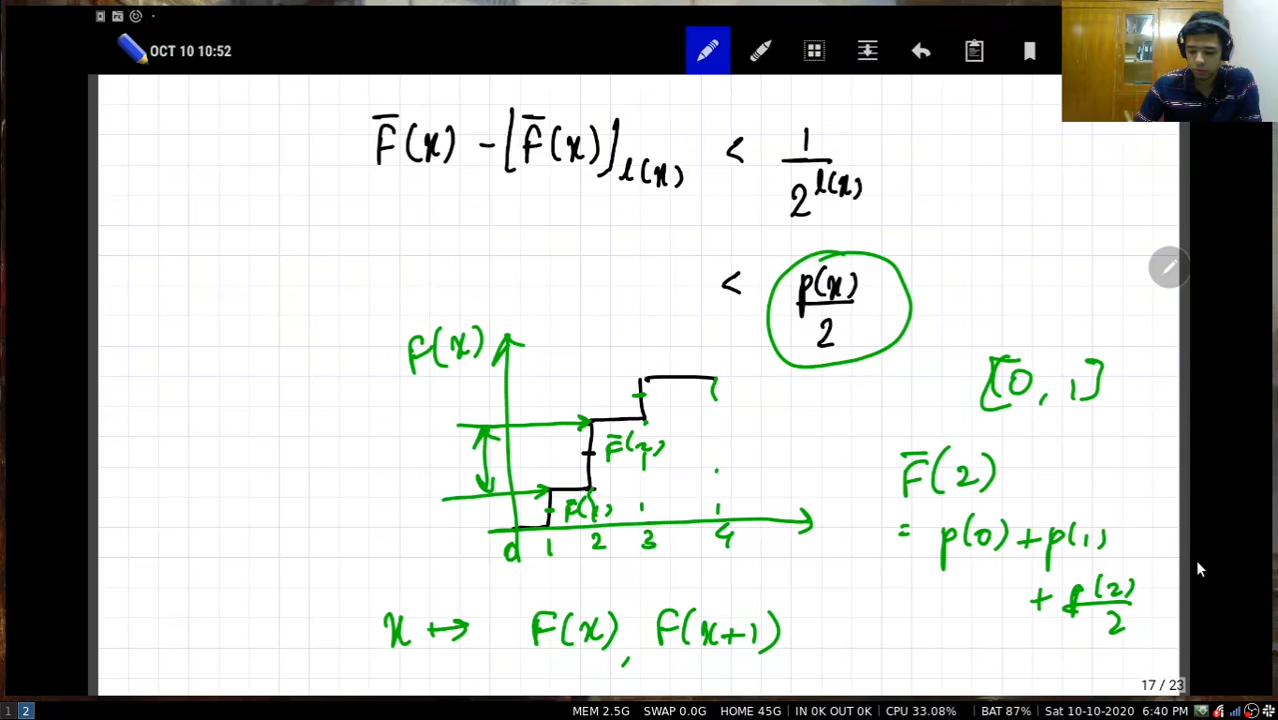 OCT 10 10:52
F̄(x) - ⌊F̄(x)⌋_l(x) < 1/2^l(x)
< p(x)/2
F(x)
[0, 1]
F̄(2)
F̄(2)
= p(0) + p(1)
0 1 2 3 4
+ p(2)/2
x ↦ F(x), F(x+1)
17 / 23
1 2 MEM 2.5G SWAP 0.0G HOME 45G IN 0K OUT 0K CPU 33.08% BAT 87% Sat 10-10-2020 6:40 PM